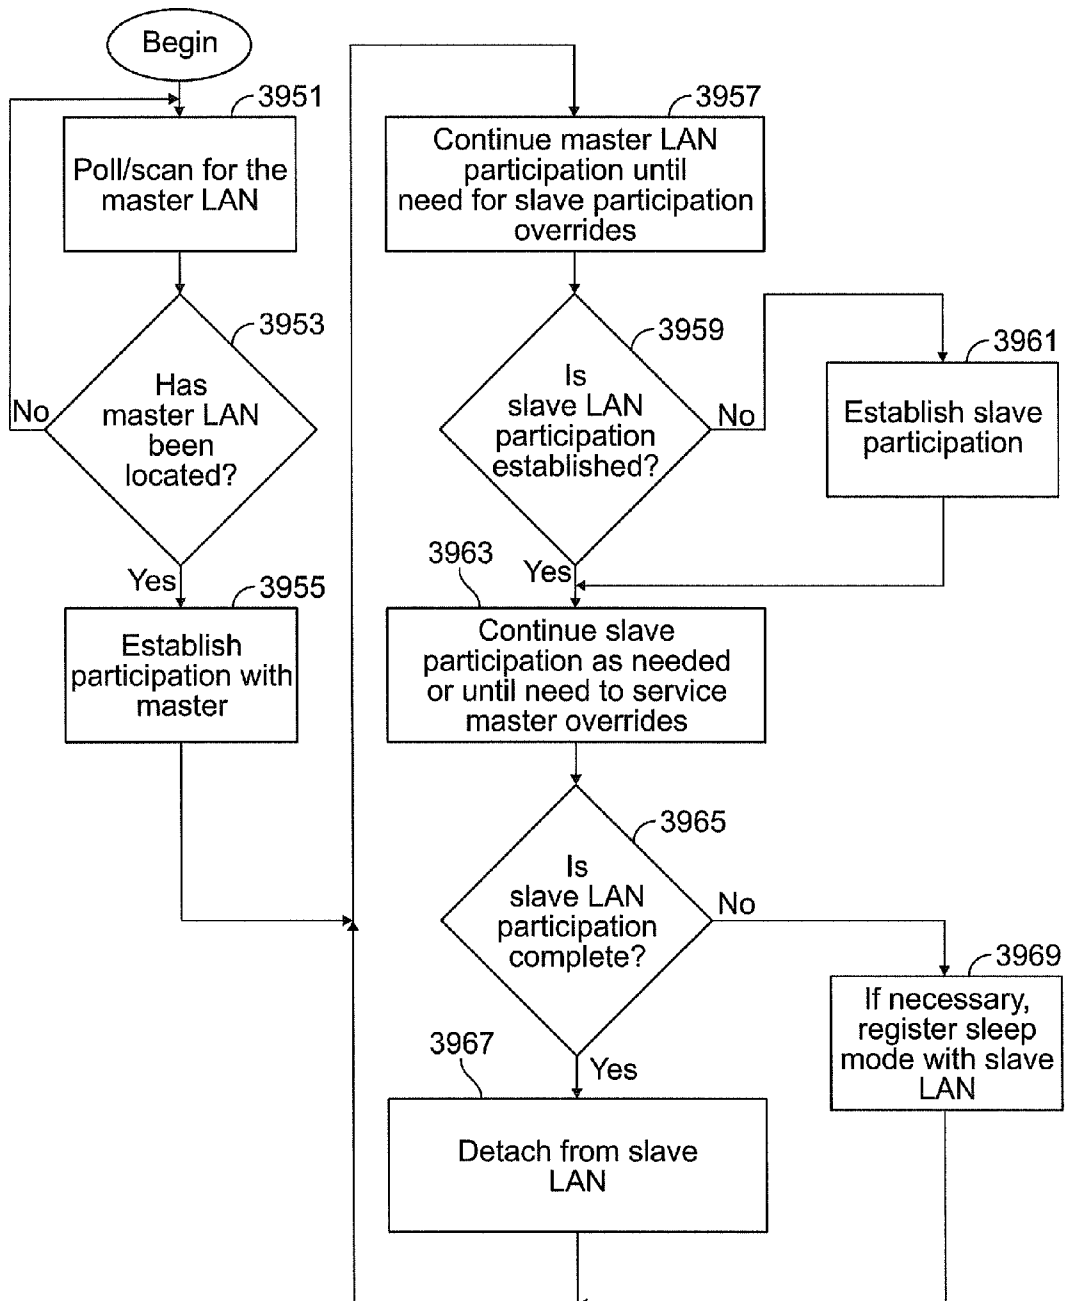 Begin
3951
Poll/scan for the
master LAN
3953
Has
master LAN
been
located?
No
Yes
3955
Establish
participation with
master
3957
Continue master LAN
participation until
need for slave participation
overrides
3959
Is
slave LAN
participation
established?
No
3961
Establish slave
participation
Yes
3963
Continue slave
participation as needed
or until need to service
master overrides
3965
Is
slave LAN
participation
complete?
No
3969
If necessary,
register sleep
mode with slave
LAN
Yes
3967
Detach from slave
LAN